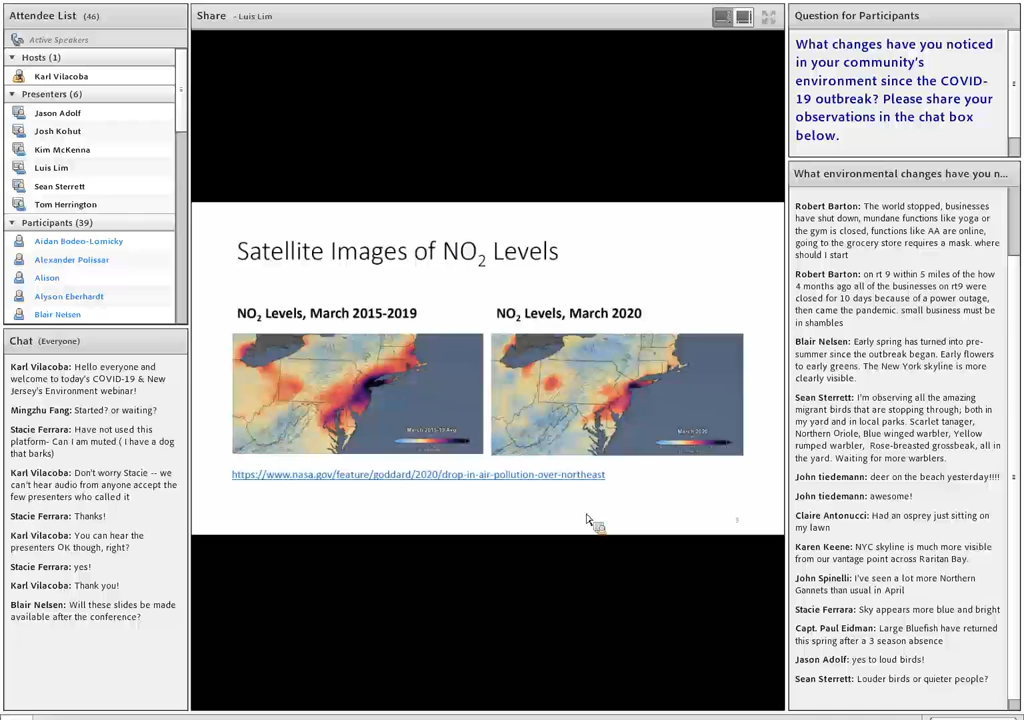 Attendee List (46)
Active Speakers
Hosts (1)
Karl Vilacoba
Presenters (6)
Jason Adolf
Josh Kohut
Kim McKenna
Luis Lim
Sean Sterrett
Tom Herrington
Participants (39)
Aidan Bodeo-Lomicky
Alexander Polissar
Alison
Alyson Eberhardt
Blair Nelsen
Chat (Everyone)
Karl Vilacoba: Hello everyone and
welcome to today's COVID-19 & New
Jersey's Environment webinar!
Mingzhu Fang: Started? or waiting?
Stacie Ferrara: Have not used this
platform- Can I am muted ( I have a dog
that barks)
Karl Vilacoba: Don't worry Stacie -- we
can't hear audio from anyone accept the
few presenters who called it
Stacie Ferrara: Thanks!
Karl Vilacoba: You can hear the
presenters OK though, right?
Stacie Ferrara: yes!
Karl Vilacoba: Thank you!
Blair Nelsen: Will these slides be made
available after the conference?
Share - Luis Lim
Satellite Images of NO₂ Levels
NO₂ Levels, March 2015-2019
NO₂ Levels, March 2020
March 2015-19 Avg
March 2020
https://www.nasa.gov/feature/goddard/2020/drop-in-air-pollution-over-northeast
Question for Participants
What changes have you noticed
in your community's
environment since the COVID-
19 outbreak? Please share your
observations in the chat box
below.
What environmental changes have you n...
Robert Barton: The world stopped, businesses
have shut down, mundane functions like yoga or
the gym is closed, functions like AA are online,
going to the grocery store requires a mask. where
should I start
Robert Barton: on rt 9 within 5 miles of the how
4 months ago all of the businesses on rt9 were
closed for 10 days because of a power outage,
then came the pandemic. small business must be
in shambles
Blair Nelsen: Early spring has turned into pre-
summer since the outbreak began. Early flowers
to early greens. The New York skyline is more
clearly visible.
Sean Sterrett: I'm observing all the amazing
migrant birds that are stopping through; both in
my yard and in local parks. Scarlet tanager,
Northern Oriole, Blue winged warbler, Yellow
rumped warbler, Rose-breasted grossbeak, all in
the yard. Waiting for more warblers.
John tiedemann: deer on the beach yesterday!!!!
John tiedemann: awesome!
Claire Antonucci: Had an osprey just sitting on
my lawn
Karen Keene: NYC skyline is much more visible
from our vantage point across Raritan Bay.
John Spinelli: I've seen a lot more Northern
Gannets than usual in April
Stacie Ferrara: Sky appears more blue and bright
Capt. Paul Eidman: Large Bluefish have returned
this spring after a 3 season absence
Jason Adolf: yes to loud birds!
Sean Sterrett: Louder birds or quieter people?